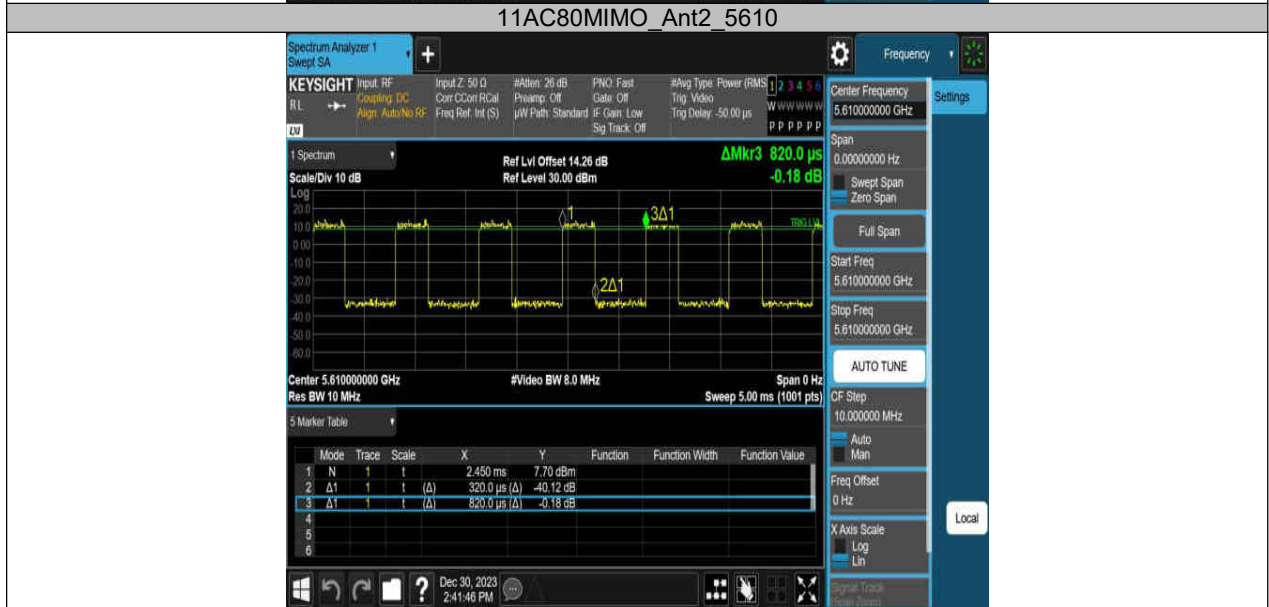 11AC80MIMO_Ant2_5610
Spectrum Analyzer 1
Swept SA
+
Frequency
KEYSIGHT
RL
LXI
Input: RF
Coupling: DC
Align: Auto/No RF
Input Z: 50 Ω
Corr CCorr RCal
Freq Ref: Int (S)
#Atten: 26 dB
Preamp: Off
µW Path: Standard
PNO: Fast
Gate: Off
IF Gain: Low
Sig Track: Off
#Avg Type: Power (RMS
Trig: Video
Trig Delay: -50.00 µs
1 2 3 4 5 6
W W W W W W
P P P P P P
Center Frequency
5.610000000 GHz
Settings
Span
0.00000000 Hz
Swept Span
Zero Span
Full Span
Start Freq
5.610000000 GHz
Stop Freq
5.610000000 GHz
AUTO TUNE
CF Step
10.000000 MHz
Auto
Man
Freq Offset
0 Hz
X Axis Scale
Log
Lin
Signal Track
(Span Zoom)
Local
1 Spectrum
Scale/Div 10 dB
Ref Lvl Offset 14.26 dB
Ref Level 30.00 dBm
ΔMkr3 820.0 µs
-0.18 dB
Log
20.0
10.0
0.00
-10.0
-20.0
-30.0
-40.0
-50.0
-60.0
1
3Δ1
2Δ1
TRIG LVL
Center 5.610000000 GHz
Res BW 10 MHz
#Video BW 8.0 MHz
Span 0 Hz
Sweep 5.00 ms (1001 pts)
5 Marker Table
Mode Trace Scale X Y Function Function Width Function Value
1 N 1 t 2.450 ms 7.70 dBm
2 Δ1 1 t (Δ) 320.0 µs (Δ) -40.12 dB
3 Δ1 1 t (Δ) 820.0 µs (Δ) -0.18 dB
4
5
6
?
Dec 30, 2023
2:41:46 PM